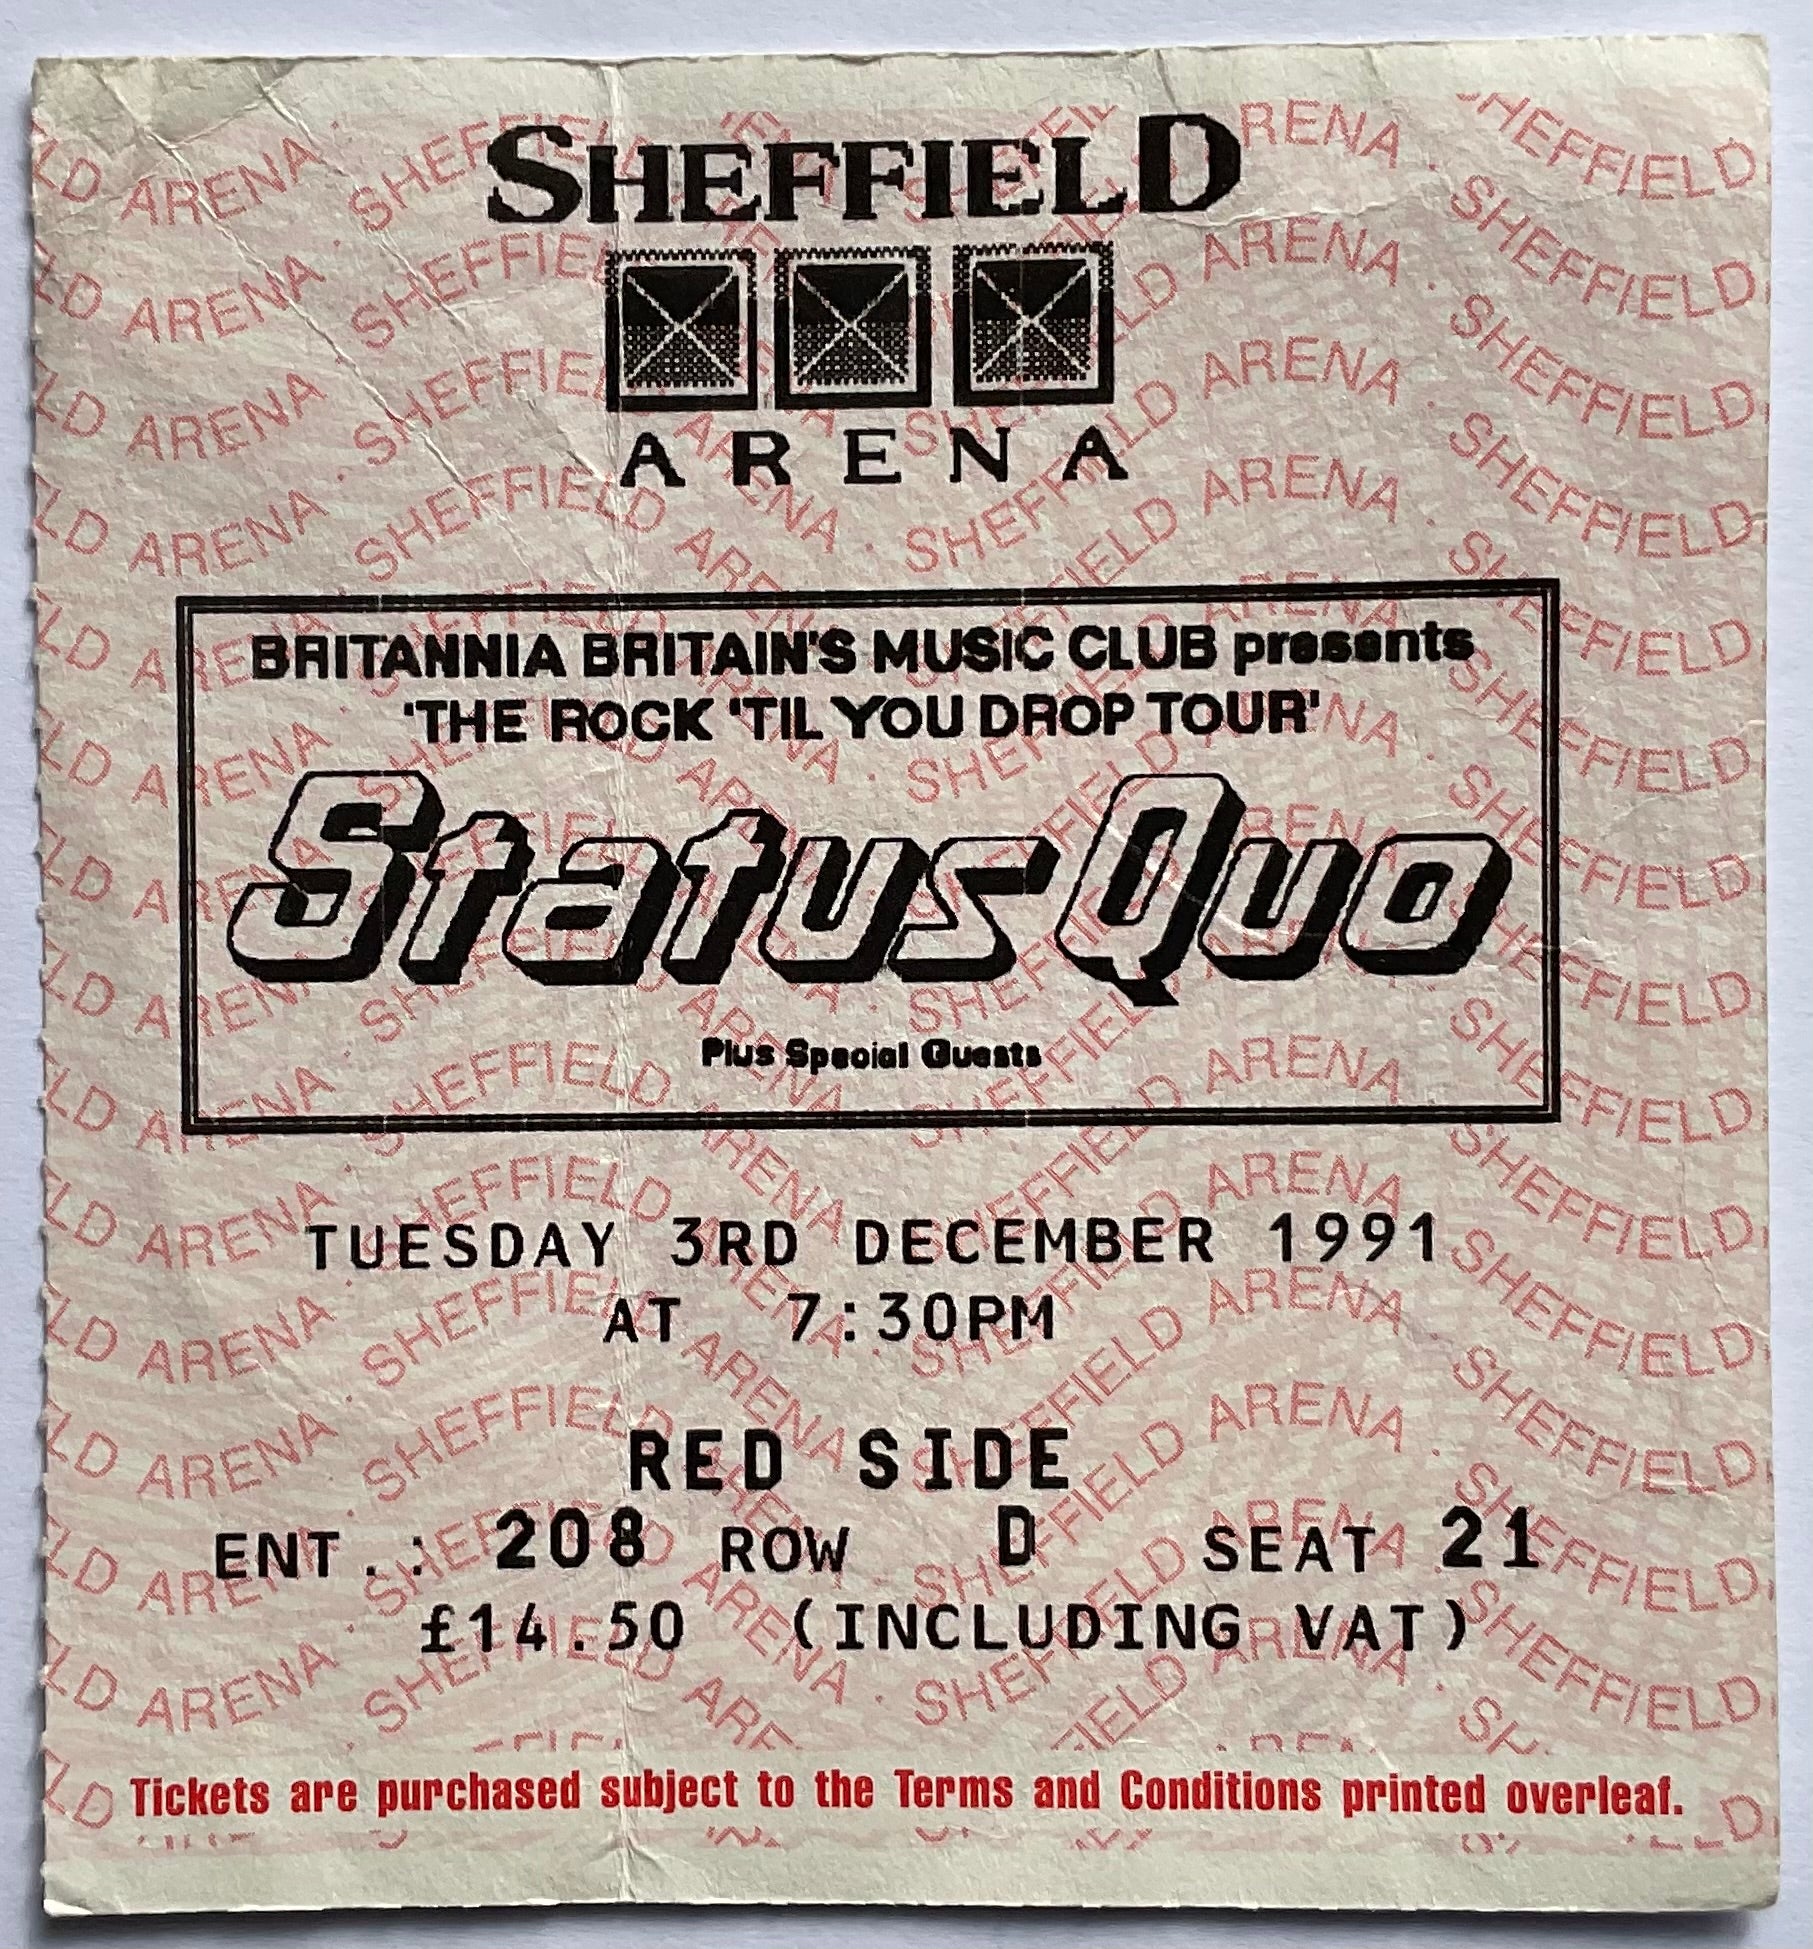 SHEFFIELD
ARENA
BRITANNIA BRITAIN'S MUSIC CLUB presents
'THE ROCK 'TIL YOU DROP TOUR'
Status Quo
Plus Special Guests
TUESDAY 3RD DECEMBER 1991
AT 7:30PM
RED SIDE
ENT.: 208 ROW D SEAT 21
£14.50 (INCLUDING VAT)
Tickets are purchased subject to the Terms and Conditions printed overleaf.